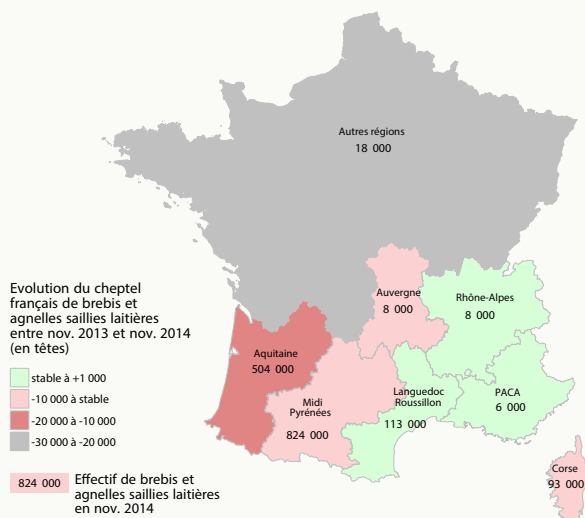 Autres régions
18 000
Auvergne
8 000
Rhône-Alpes
8 000
Evolution du cheptel
français de brebis et
agnelles saillies laitières
entre nov. 2013 et nov. 2014
(en têtes)
stable à +1 000
-10 000 à stable
-20 000 à -10 000
-30 000 à -20 000
Aquitaine
504 000
Midi
Pyrénées
824 000
Languedoc
Roussillon
113 000
PACA
6 000
Corse
93 000
824 000
Effectif de brebis et
agnelles saillies laitières
en nov. 2014